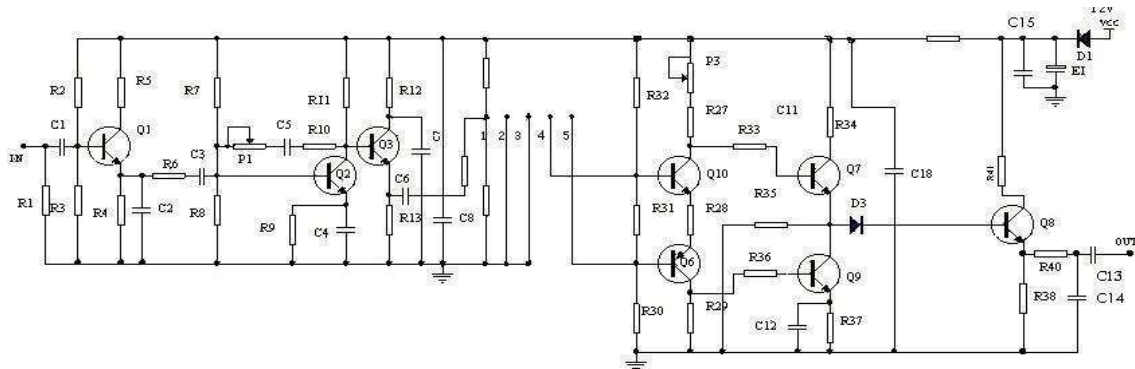 12V
C15
VCC
P3
D1
EI
R2
R5
R7
R11
R12
R32
R27
C11
C1
Q1
C5
R10
Q3
C7
1 2 3 4 5
R33
R34
IN
P1
R6
C3
Q2
C6
Q10
Q7
C18
R41
R35
R1
R3
R4
C2
R8
R9
C4
R13
C8
R31
R28
D3
Q8
OUT
Q6
R36
Q9
R40
C13
R30
R29
C12
R37
R38
C14